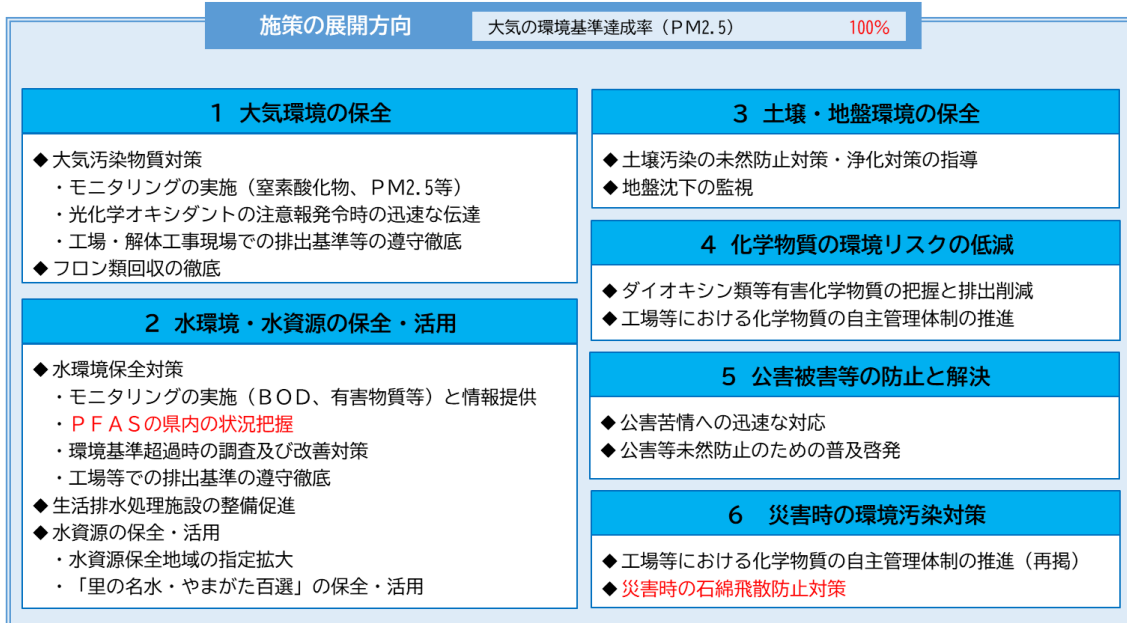 施策の展開方向
大気の環境基準達成率（ＰＭ2.5） 100%
1 大気環境の保全
◆大気汚染物質対策
・モニタリングの実施（窒素酸化物、ＰＭ2.5等）
・光化学オキシダントの注意報発令時の迅速な伝達
・工場・解体工事現場での排出基準等の遵守徹底
◆フロン類回収の徹底
2 水環境・水資源の保全・活用
◆水環境保全対策
・モニタリングの実施（ＢＯＤ、有害物質等）と情報提供
・ＰＦＡＳの県内の状況把握
・環境基準超過時の調査及び改善対策
・工場等での排出基準の遵守徹底
◆生活排水処理施設の整備促進
◆水資源の保全・活用
・水資源保全地域の指定拡大
・「里の名水・やまがた百選」の保全・活用
3 土壌・地盤環境の保全
◆土壌汚染の未然防止対策・浄化対策の指導
◆地盤沈下の監視
4 化学物質の環境リスクの低減
◆ダイオキシン類等有害化学物質の把握と排出削減
◆工場等における化学物質の自主管理体制の推進
5 公害被害等の防止と解決
◆公害苦情への迅速な対応
◆公害等未然防止のための普及啓発
6 災害時の環境汚染対策
◆工場等における化学物質の自主管理体制の推進（再掲）
◆災害時の石綿飛散防止対策